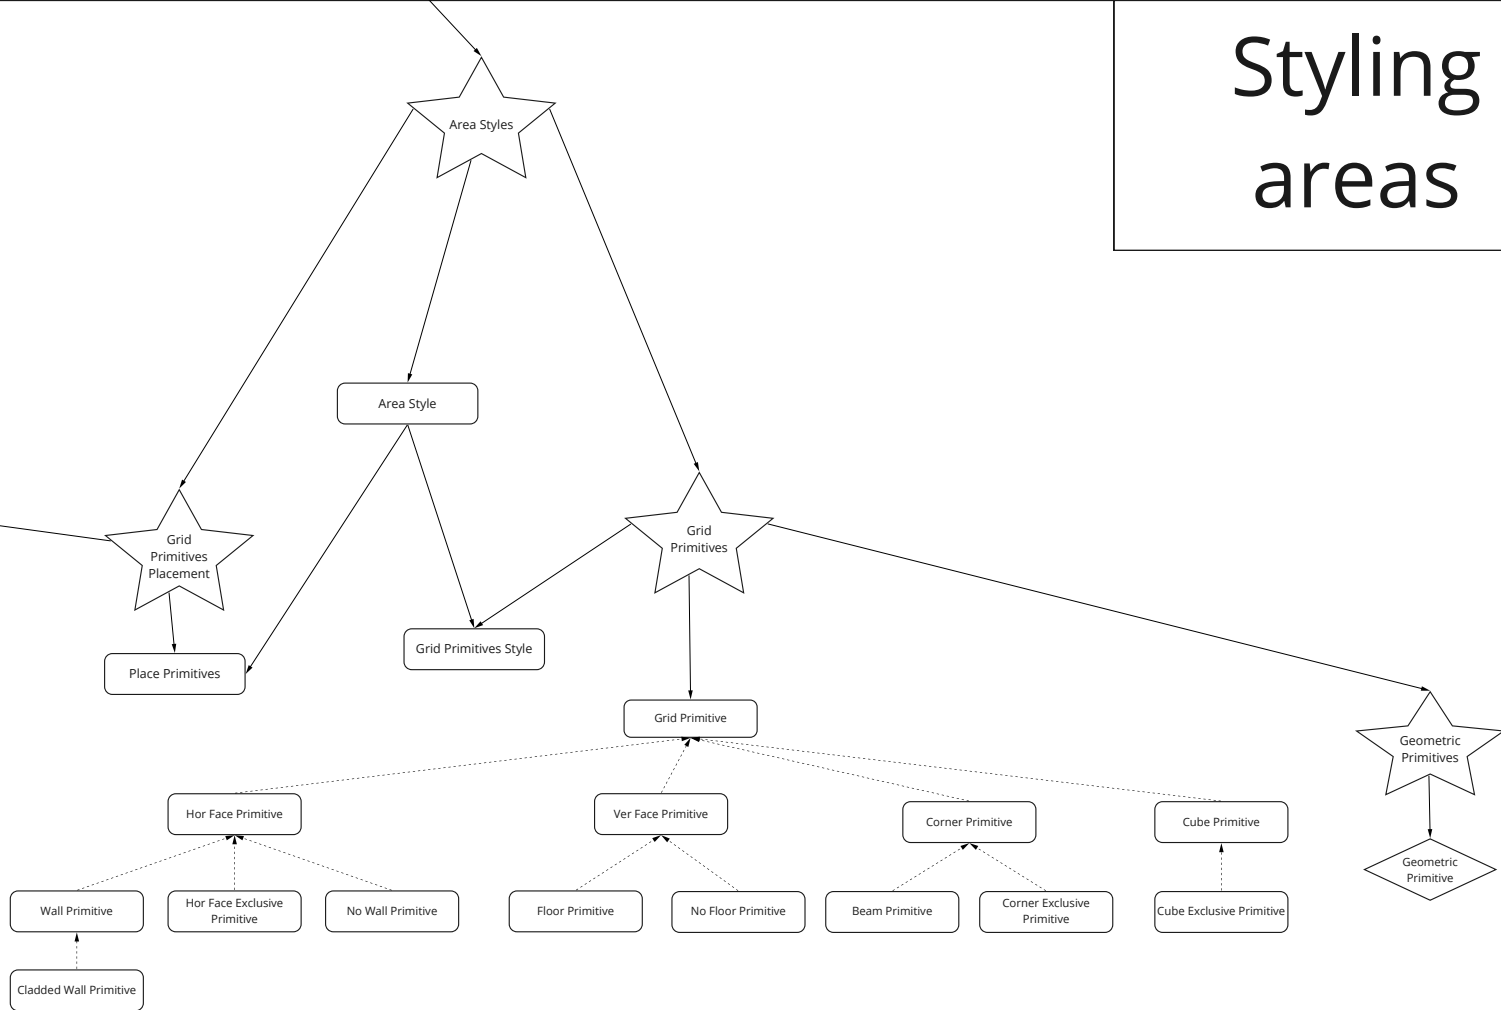 Styling
areas
Area Styles
Area Style
Grid
Primitives
Placement
Grid
Primitives
Place Primitives
Grid Primitives Style
Grid Primitive
Geometric
Primitives
Hor Face Primitive
Ver Face Primitive
Corner Primitive
Cube Primitive
Geometric
Primitive
Wall Primitive
Hor Face Exclusive
Primitive
No Wall Primitive
Floor Primitive
No Floor Primitive
Beam Primitive
Corner Exclusive
Primitive
Cube Exclusive Primitive
Cladded Wall Primitive